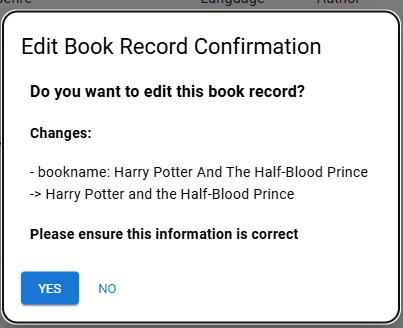 Genre Language Author
Edit Book Record Confirmation
Do you want to edit this book record?
Changes:
- bookname: Harry Potter And The Half-Blood Prince
-> Harry Potter and the Half-Blood Prince
Please ensure this information is correct
YES NO